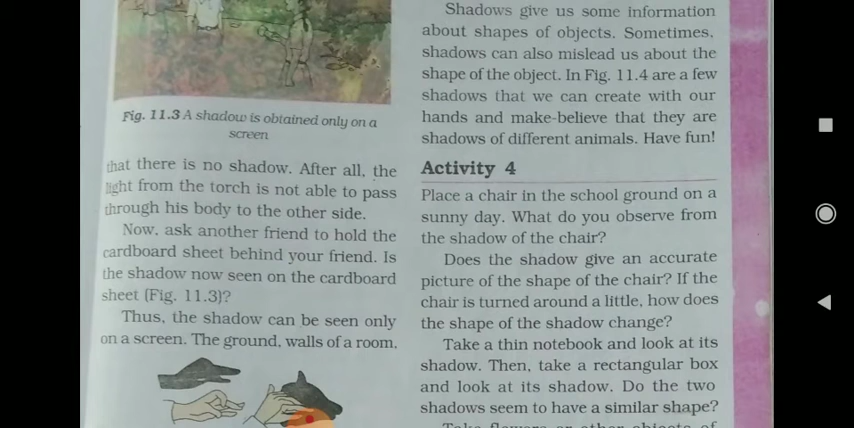 Fig. 11.3 A shadow is obtained only on a
screen
that there is no shadow. After all, the
light from the torch is not able to pass
through his body to the other side.
Now, ask another friend to hold the
cardboard sheet behind your friend. Is
the shadow now seen on the cardboard
sheet (Fig. 11.3)?
Thus, the shadow can be seen only
on a screen. The ground, walls of a room,
Shadows give us some information
about shapes of objects. Sometimes,
shadows can also mislead us about the
shape of the object. In Fig. 11.4 are a few
shadows that we can create with our
hands and make-believe that they are
shadows of different animals. Have fun!
Activity 4
Place a chair in the school ground on a
sunny day. What do you observe from
the shadow of the chair?
Does the shadow give an accurate
picture of the shape of the chair? If the
chair is turned around a little, how does
the shape of the shadow change?
Take a thin notebook and look at its
shadow. Then, take a rectangular box
and look at its shadow. Do the two
shadows seem to have a similar shape?
Take flowers or other objects of